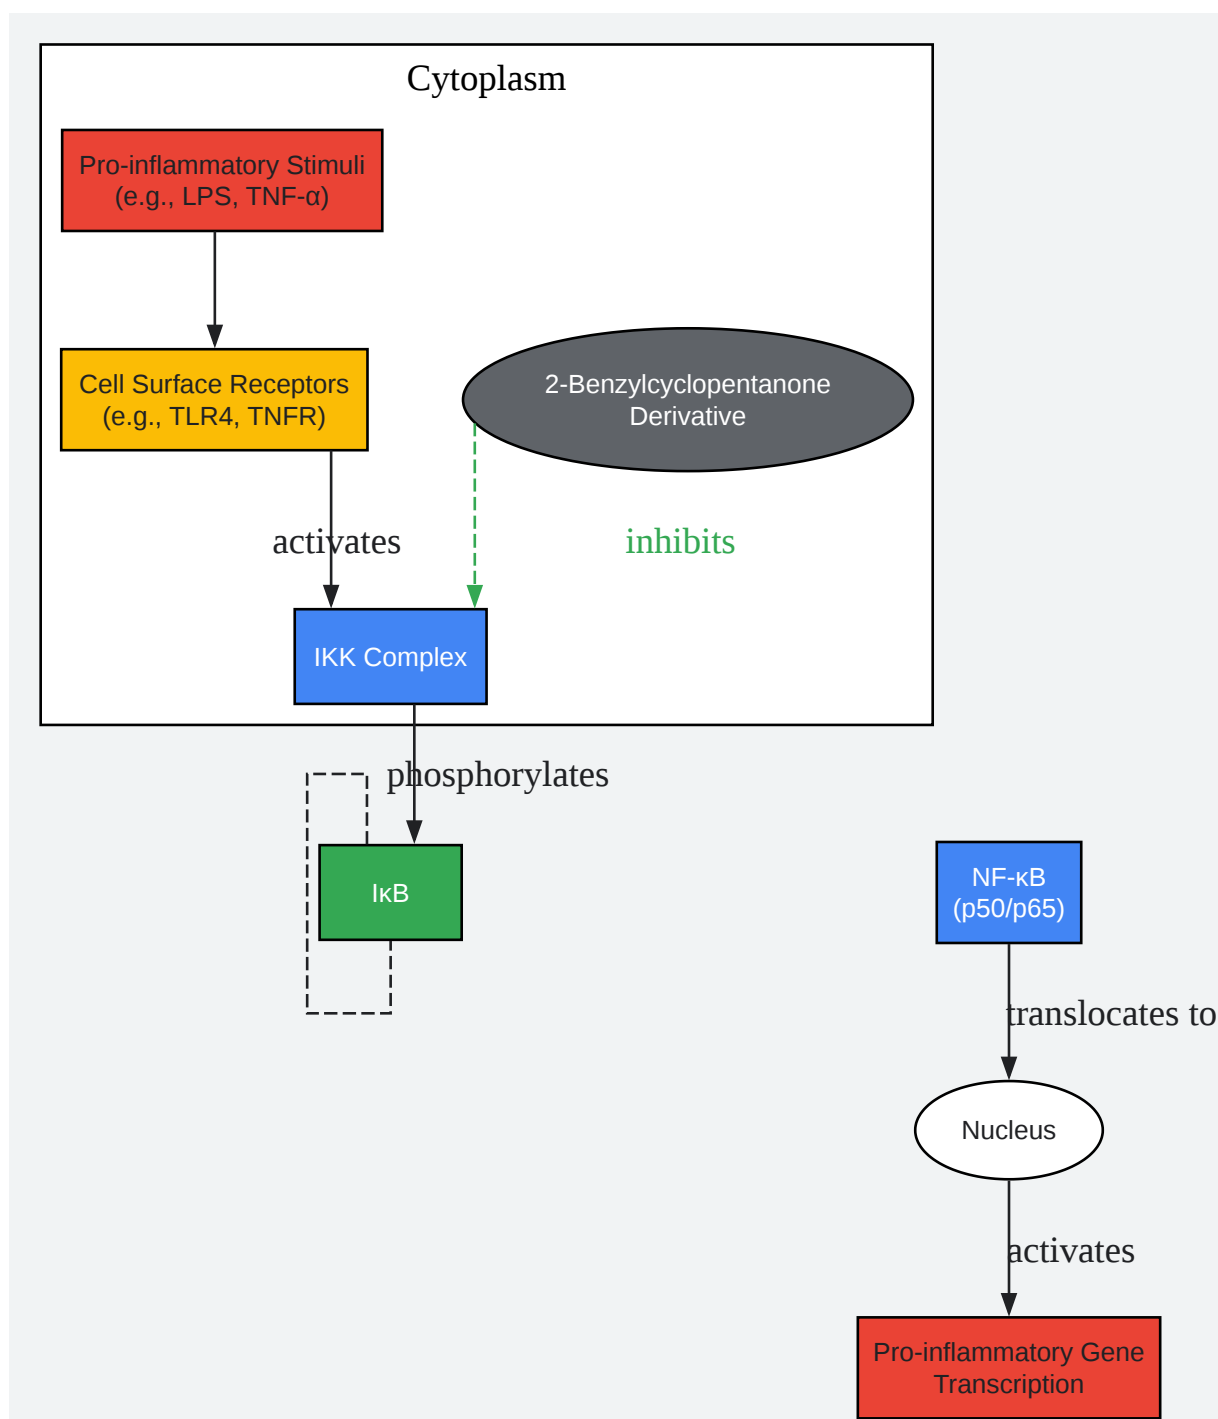 Cytoplasm
Pro-inflammatory Stimuli
(e.g., LPS, TNF-α)
Cell Surface Receptors
(e.g., TLR4, TNFR)
2-Benzylcyclopentanone
Derivative
activates
inhibits
IKK Complex
phosphorylates
IκB
NF-κB
(p50/p65)
translocates to
Nucleus
activates
Pro-inflammatory Gene
Transcription